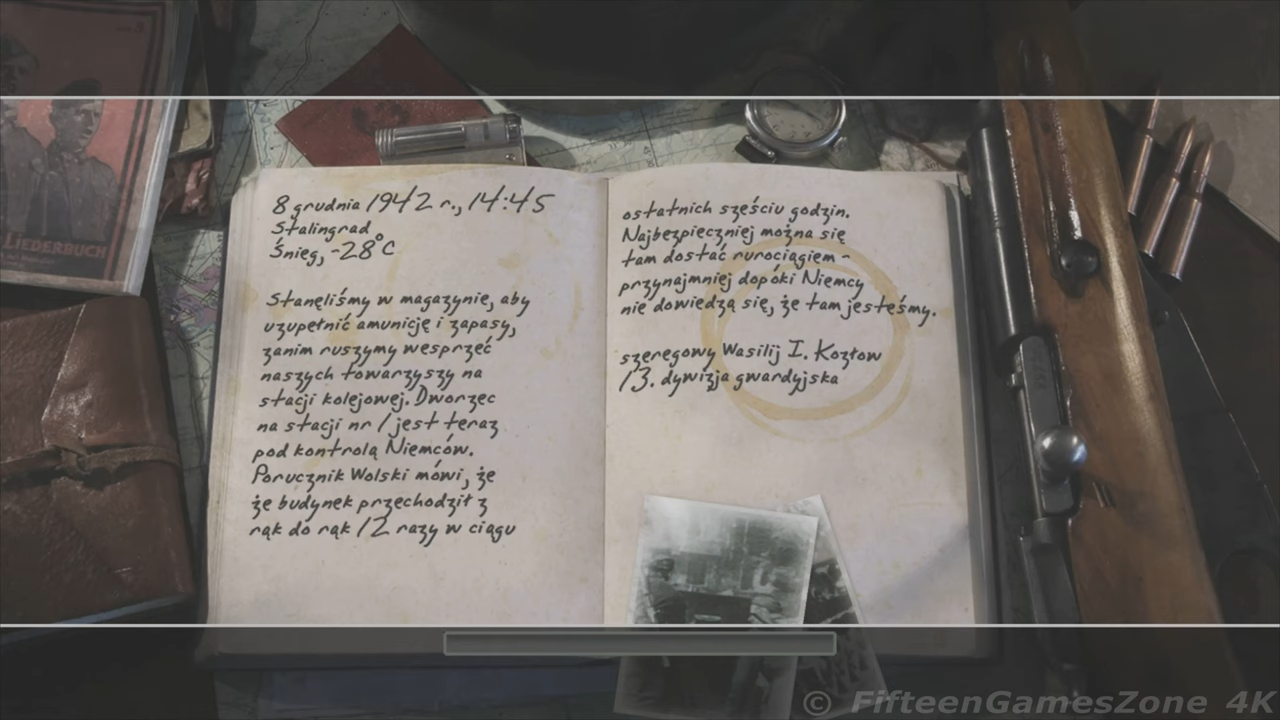 LIEDERBUCH
8 grudnia 1942 r., 14:45
Stalingrad
Śnieg, -28°C
Stanęliśmy w magazynie, aby
uzupełnić amunicję i zapasy,
zanim ruszymy wesprzeć
naszych towarzyszy na
stacji kolejowej. Dworzec
na stacji nr 1 jest teraz
pod kontrolą Niemców.
Porucznik Wolski mówi, że
że budynek przechodził z
rąk do rąk 12 razy w ciągu
ostatnich sześciu godzin.
Najbezpieczniej można się
tam dostać rurociągiem -
przynajmniej dopóki Niemcy
nie dowiedzą się, że tam jesteśmy.
szeregowy Wasilij I. Kozłow
13. dywizja gwardyjska
© FifteenGamesZone 4K